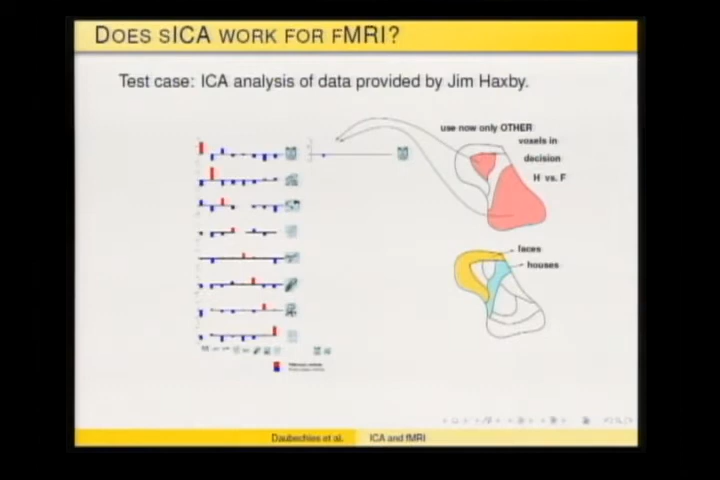 DOES SICA WORK FOR FMRI?
Test case: ICA analysis of data provided by Jim Haxby.
use now only OTHER
voxels in
decision
H vs. F
faces
houses
Daubechies et al.
ICA and fMRI